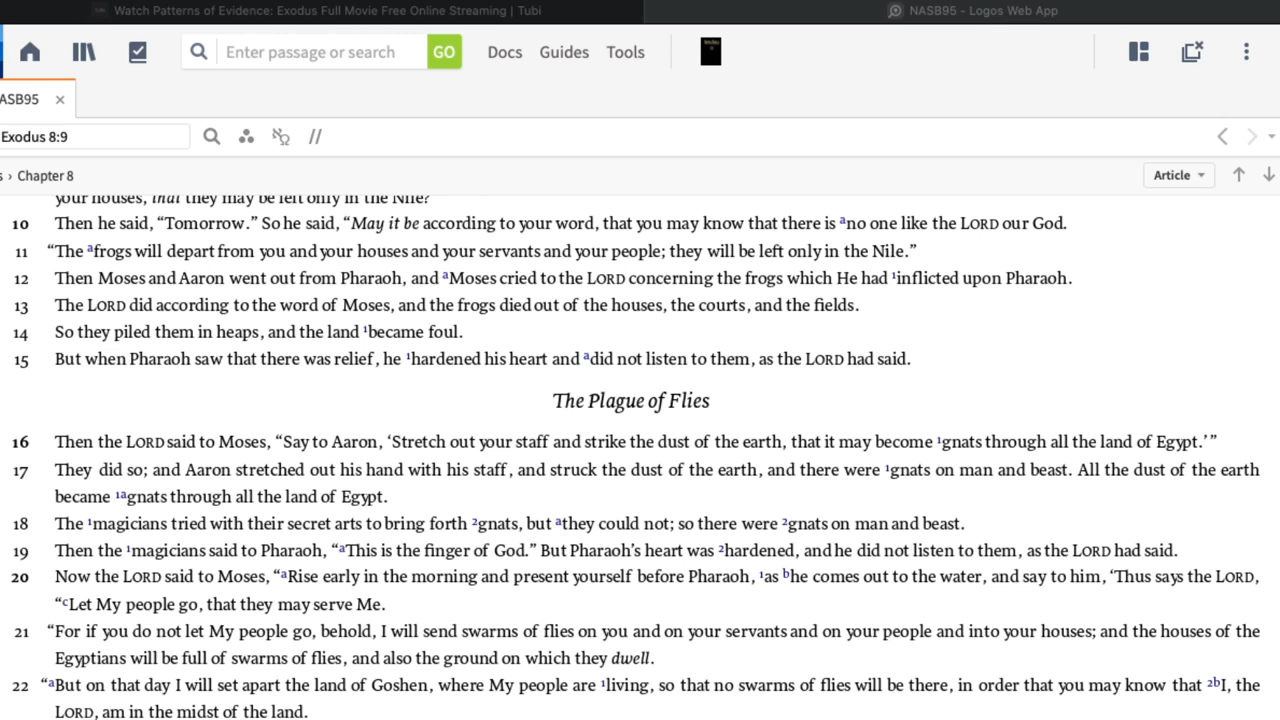 Watch Patterns of Evidence: Exodus Full Movie Free Online Streaming | Tubi
NASB95 - Logos Web App
Enter passage or search GO Docs Guides Tools
ASB95 ×
Exodus 8:9
s › Chapter 8 Article
your houses, that they may be left only in the Nile?"
10 Then he said, “Tomorrow.” So he said, “May it be according to your word, that you may know that there is ᵃno one like the LORD our God.
11 “The ᵃfrogs will depart from you and your houses and your servants and your people; they will be left only in the Nile.”
12 Then Moses and Aaron went out from Pharaoh, and ᵃMoses cried to the LORD concerning the frogs which He had ¹inflicted upon Pharaoh.
13 The LORD did according to the word of Moses, and the frogs died out of the houses, the courts, and the fields.
14 So they piled them in heaps, and the land ¹became foul.
15 But when Pharaoh saw that there was relief, he ¹hardened his heart and ᵃdid not listen to them, as the LORD had said.
The Plague of Flies
16 Then the LORD said to Moses, “Say to Aaron, ‘Stretch out your staff and strike the dust of the earth, that it may become ¹gnats through all the land of Egypt.’ ”
17 They did so; and Aaron stretched out his hand with his staff, and struck the dust of the earth, and there were ¹gnats on man and beast. All the dust of the earth
became ¹ᵃgnats through all the land of Egypt.
18 The ¹magicians tried with their secret arts to bring forth ²gnats, but ᵃthey could not; so there were ²gnats on man and beast.
19 Then the ¹magicians said to Pharaoh, “ᵃThis is the finger of God.” But Pharaoh’s heart was ²hardened, and he did not listen to them, as the LORD had said.
20 Now the LORD said to Moses, “ᵃRise early in the morning and present yourself before Pharaoh, ¹as ᵇhe comes out to the water, and say to him, ‘Thus says the LORD,
“ᶜLet My people go, that they may serve Me.
21 “For if you do not let My people go, behold, I will send swarms of flies on you and on your servants and on your people and into your houses; and the houses of the
Egyptians will be full of swarms of flies, and also the ground on which they dwell.
22 “ᵃBut on that day I will set apart the land of Goshen, where My people are ¹living, so that no swarms of flies will be there, in order that you may know that ²ᵇI, the
LORD, am in the midst of the land.